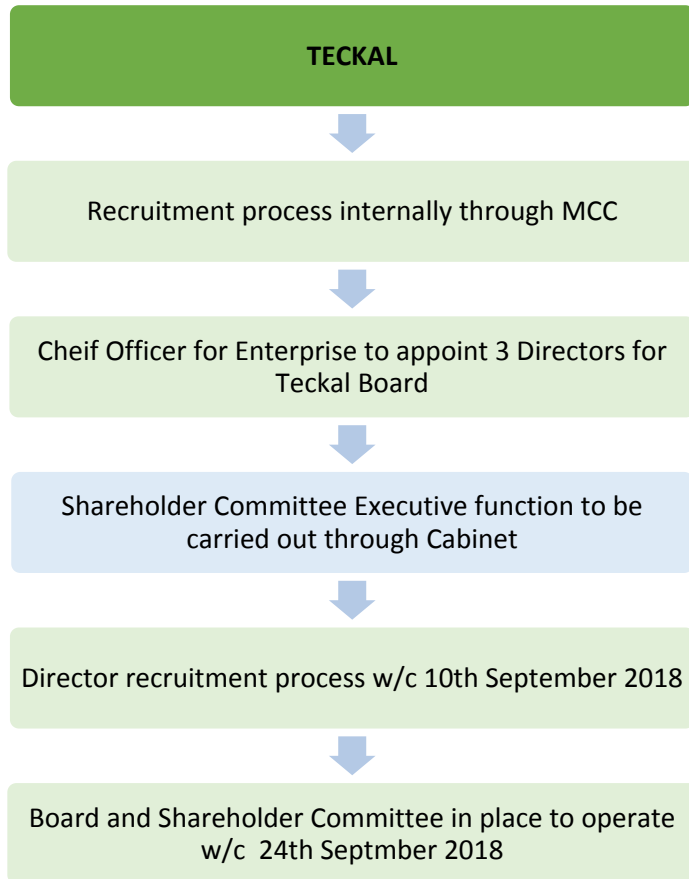 TECKAL
Recruitment process internally through MCC
Cheif Officer for Enterprise to appoint 3 Directors for
Teckal Board
Shareholder Committee Executive function to be
carried out through Cabinet
Director recruitment process w/c 10th September 2018
Board and Shareholder Committee in place to operate
w/c 24th Septmber 2018